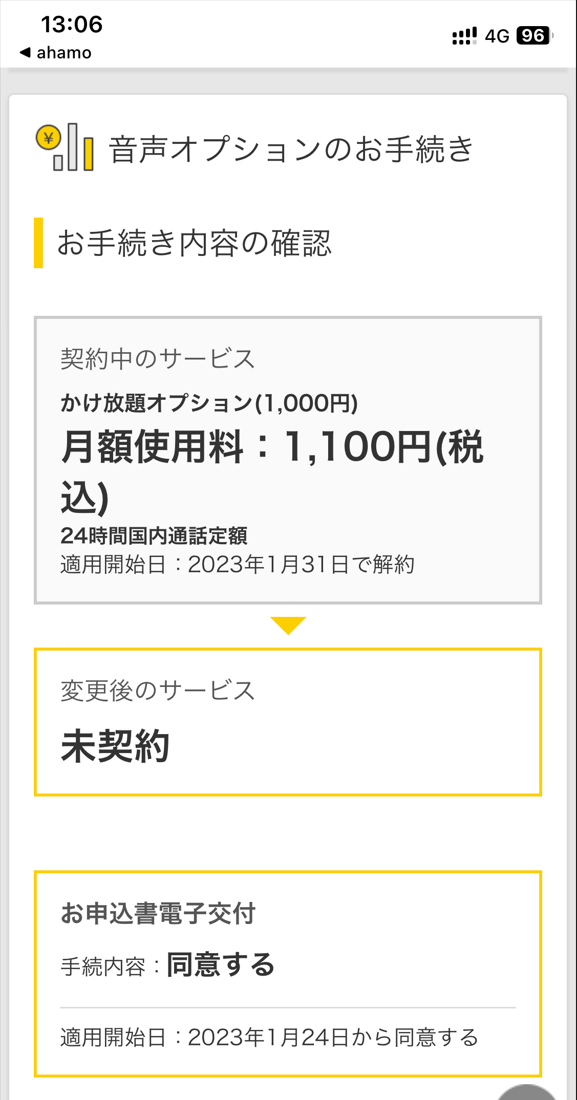 13:06
4G 96
◀ ahamo
¥ 音声オプションのお手続き
お手続き内容の確認
契約中のサービス
かけ放題オプション(1,000円)
月額使用料：1,100円(税
込)
24時間国内通話定額
適用開始日：2023年1月31日で解約
変更後のサービス
未契約
お申込書電子交付
手続内容：同意する
適用開始日：2023年1月24日から同意する